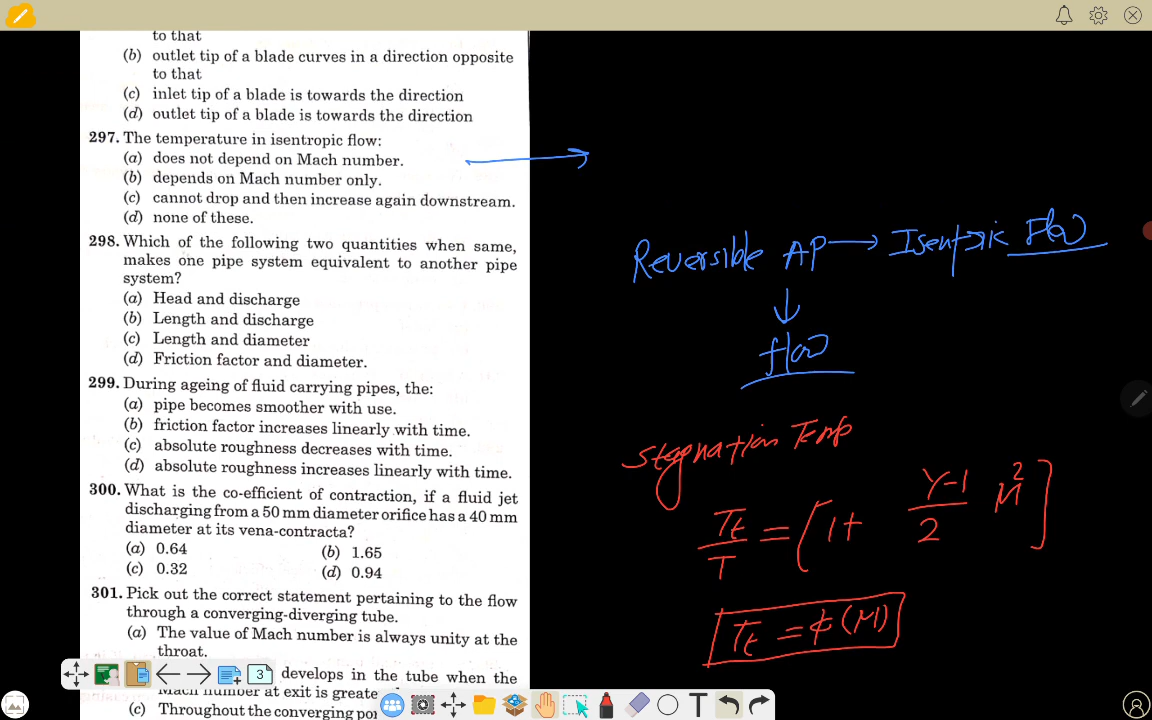 to that
(b) outlet tip of a blade curves in a direction opposite
to that
(c) inlet tip of a blade is towards the direction
(d) outlet tip of a blade is towards the direction
297. The temperature in isentropic flow:
(a) does not depend on Mach number.
(b) depends on Mach number only.
(c) cannot drop and then increase again downstream.
(d) none of these.
298. Which of the following two quantities when same,
makes one pipe system equivalent to another pipe
system?
(a) Head and discharge
(b) Length and discharge
(c) Length and diameter
(d) Friction factor and diameter.
299. During ageing of fluid carrying pipes, the:
(a) pipe becomes smoother with use.
(b) friction factor increases linearly with time.
(c) absolute roughness decreases with time.
(d) absolute roughness increases linearly with time.
300. What is the co-efficient of contraction, if a fluid jet
discharging from a 50 mm diameter orifice has a 40 mm
diameter at its vena-contracta?
(a) 0.64 (b) 1.65
(c) 0.32 (d) 0.94
301. Pick out the correct statement pertaining to the flow
through a converging-diverging tube.
(a) The value of Mach number is always unity at the
throat.
develops in the tube when the
Mach number at exit is greate
(c) Throughout the converging po
3
T
Reversible AP → Isentropic Flow
↓
flow
Stagnation Temp
Tt/T = [1+ γ-1/2 M²]
Tt = ϕ(M)